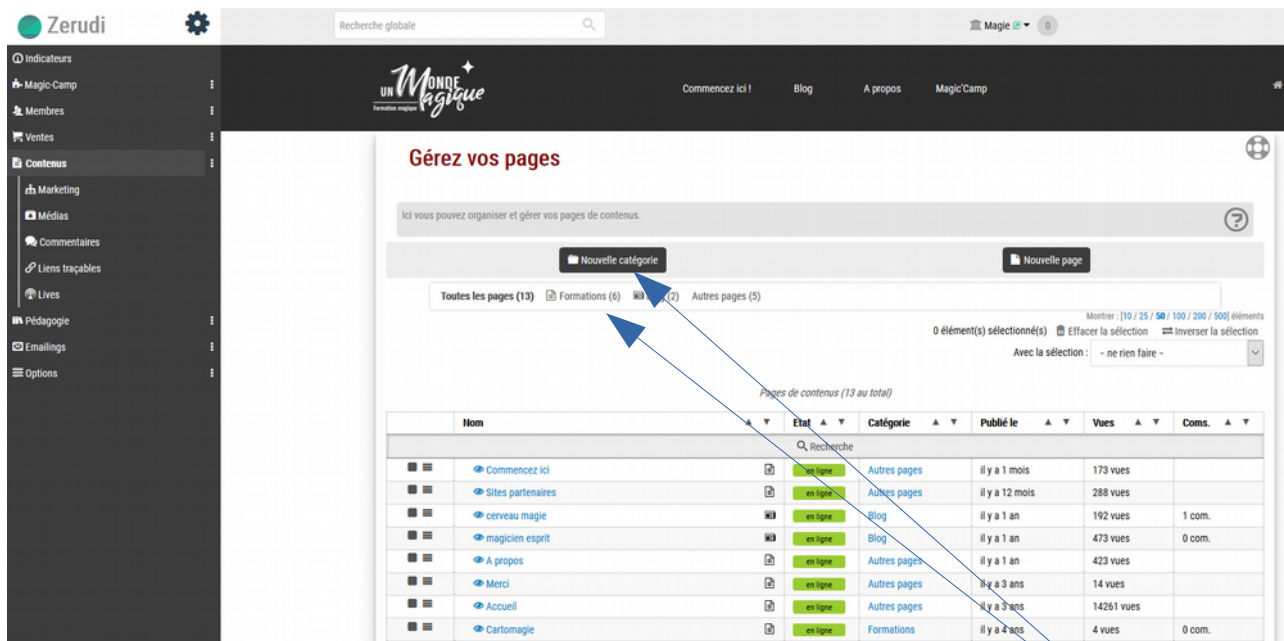 Zerudi
Recherche globale
Magie
0
Indicateurs
Magic-Camp
Membres
Ventes
Contenus
Marketing
Médias
Commentaires
Liens traçables
Lives
Pédagogie
Emailings
Options
UN MONDE Magique
Formation magique
Commencez ici ! Blog A propos Magic'Camp
Gérez vos pages
Ici vous pouvez organiser et gérer vos pages de contenus.
Nouvelle catégorie Nouvelle page
Toutes les pages (13) Formations (6) (2) Autres pages (5)
Montrer : [10 / 25 / 50 / 100 / 200 / 500] éléments
0 élément(s) sélectionné(s) Effacer la sélection Inverser la sélection
Avec la sélection : - ne rien faire -
Pages de contenus (13 au total)
Nom Etat Catégorie Publié le Vues Coms.
Recherche
Commencez ici en ligne Autres pages il y a 1 mois 173 vues
Sites partenaires en ligne Autres pages il y a 12 mois 288 vues
cerveau magie en ligne Blog il y a 1 an 192 vues 1 com.
magicien esprit en ligne Blog il y a 1 an 473 vues 0 com.
A propos en ligne Autres pages il y a 1 an 423 vues
Merci en ligne Autres pages il y a 3 ans 14 vues
Accueil en ligne Autres pages il y a 3 ans 14261 vues
Cartomagie en ligne Formations il y a 4 ans 4 vues 0 com.